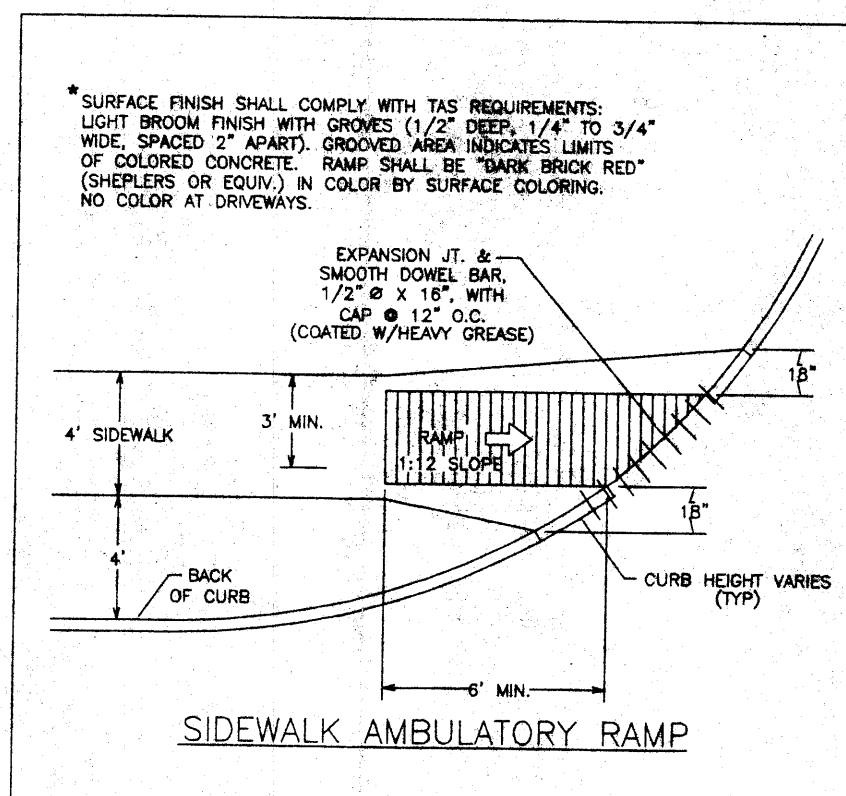 * SURFACE FINISH SHALL COMPLY WITH TAS REQUIREMENTS:
LIGHT BROOM FINISH WITH GROVES (1/2" DEEP, 1/4" TO 3/4"
WIDE, SPACED 2" APART). GROOVED AREA INDICATES LIMITS
OF COLORED CONCRETE. RAMP SHALL BE "DARK BRICK RED"
(SHEPLERS OR EQUIV.) IN COLOR BY SURFACE COLORING.
NO COLOR AT DRIVEWAYS.
EXPANSION JT. &
SMOOTH DOWEL BAR,
1/2" Ø X 16", WITH
CAP @ 12" O.C.
(COATED W/HEAVY GREASE)
18"
3' MIN.
4' SIDEWALK
RAMP
1:12 SLOPE
18"
4'
BACK
OF CURB
CURB HEIGHT VARIES
(TYP)
6' MIN.
SIDEWALK AMBULATORY RAMP